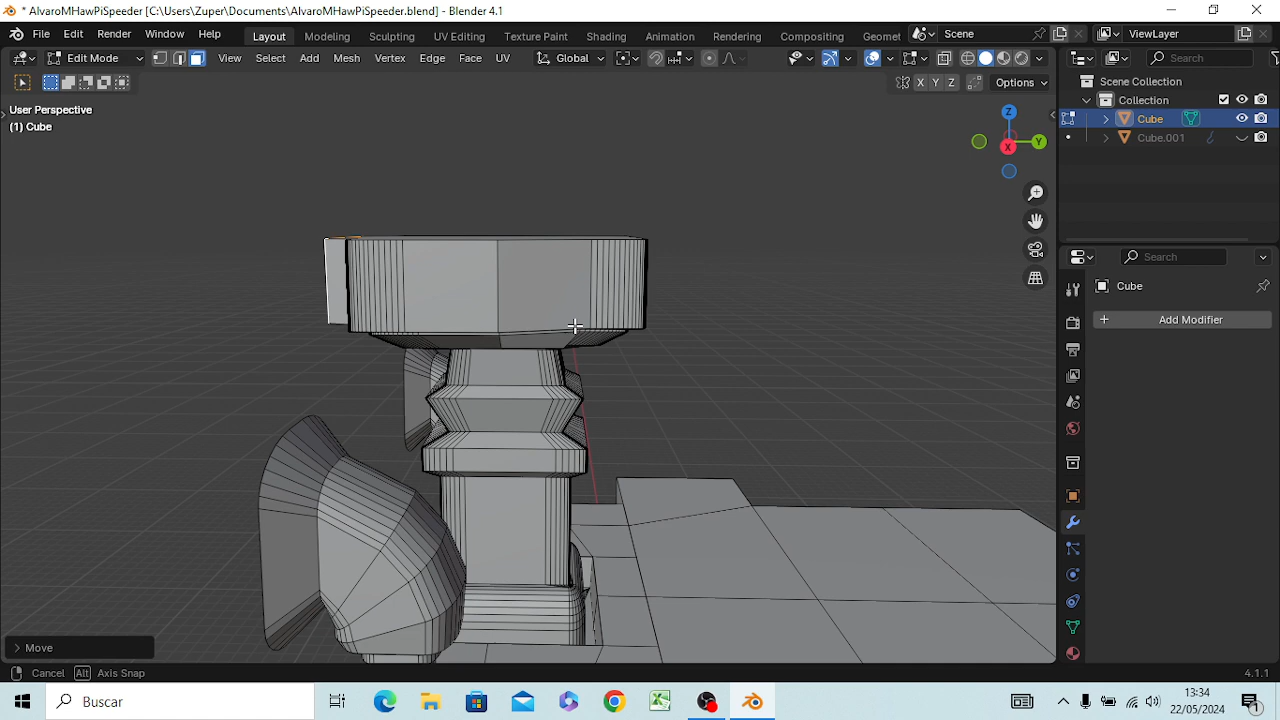 * AlvaroMHawPiSpeeder [C:\Users\Zuper\Documents\AlvaroMHawPiSpeeder.blend] - Blender 4.1
File Edit Render Window Help Layout Modeling Sculpting UV Editing Texture Paint Shading Animation Rendering Compositing Geomet Scene ViewLayer
Edit Mode View Select Add Mesh Vertex Edge Face UV Global Search
X Y Z Options
User Perspective
(1) Cube
Scene Collection
Collection
Cube
Cube.001
Z
Y
X
Search
Cube
Add Modifier
Move
Cancel Alt Axis Snap 4.1.1
Buscar
13:34
22/05/2024
1